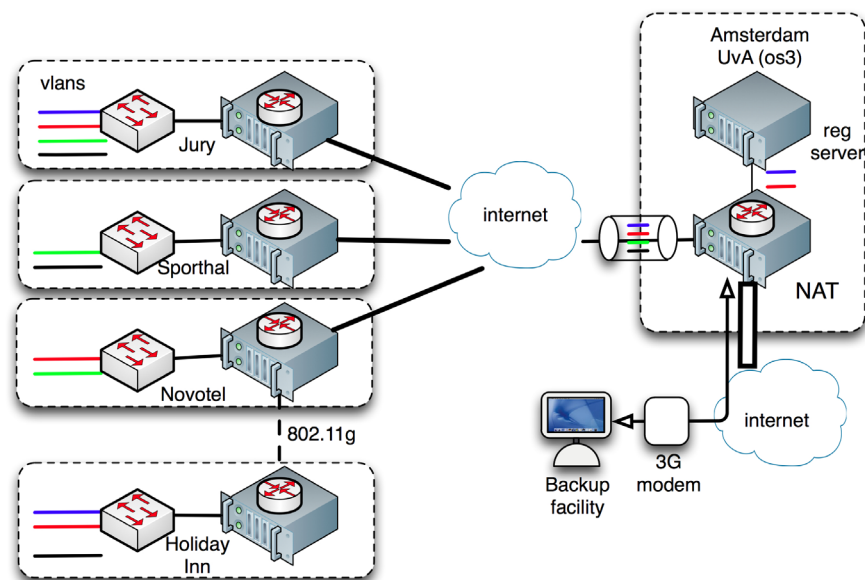 Amsterdam
UvA (os3)
vlans
Jury
reg
server
internet
Sporthal
NAT
Novotel
802.11g
internet
3G
modem
Backup
facility
Holiday
Inn